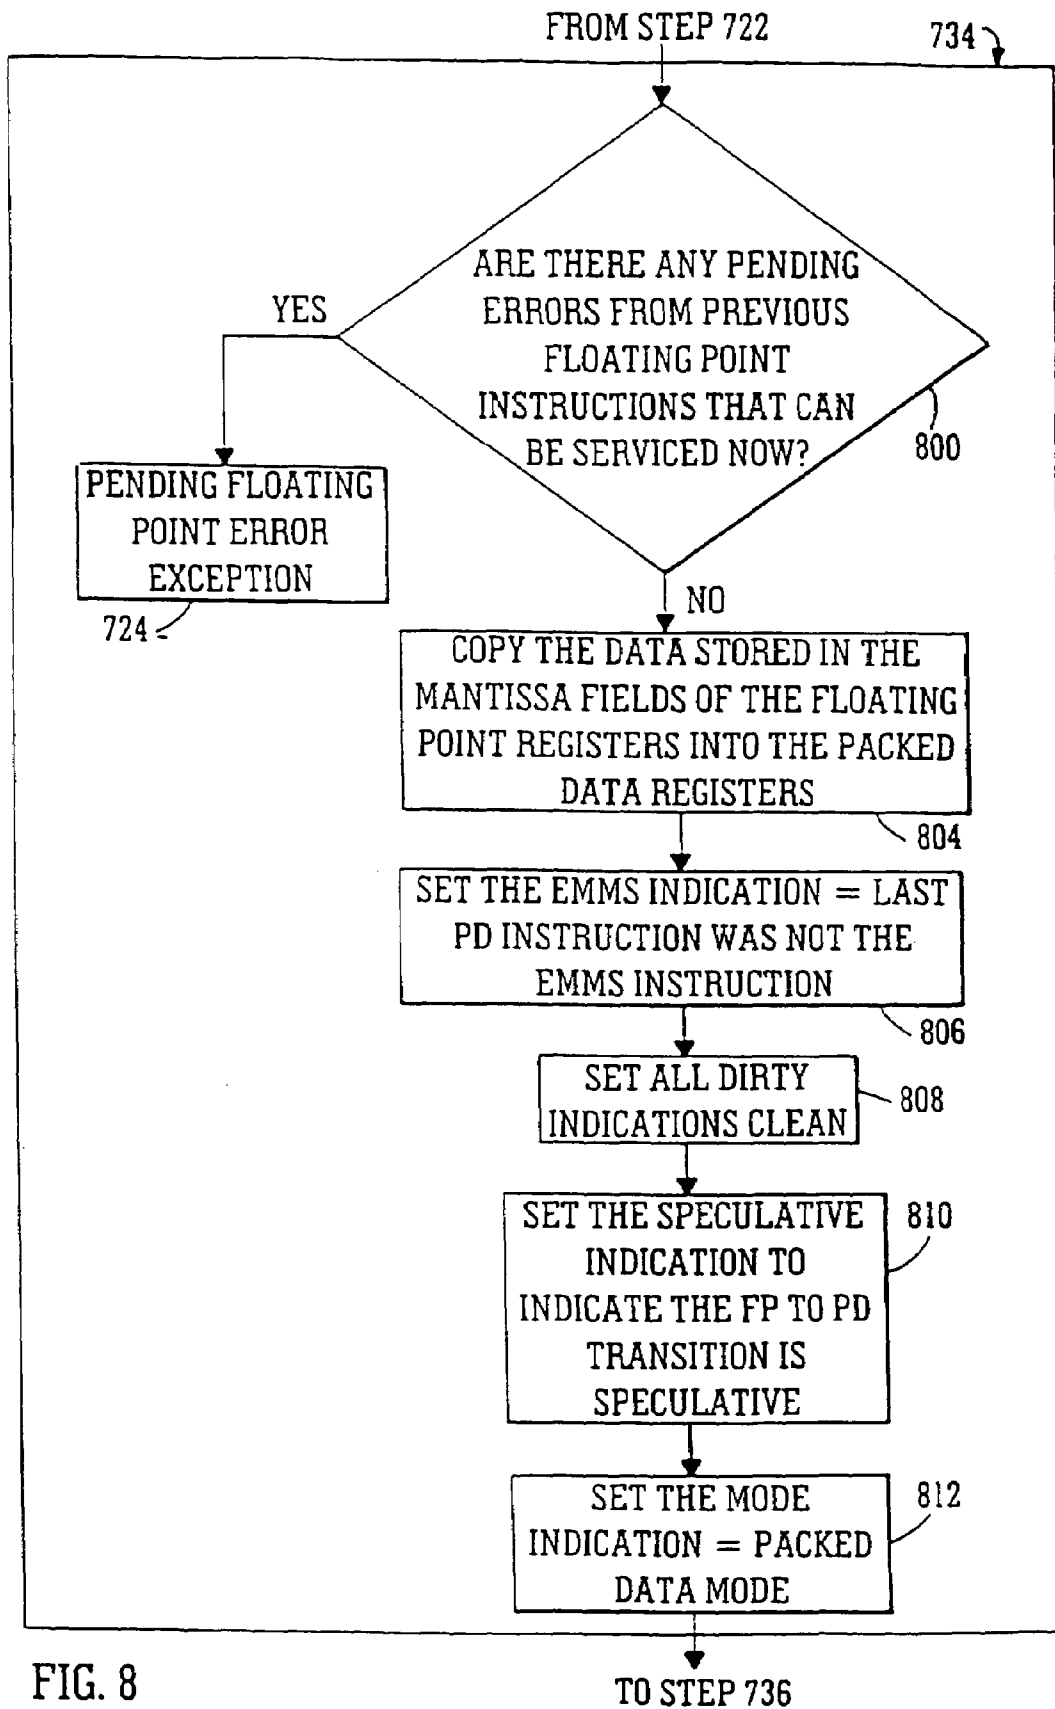 FROM STEP 722
734
ARE THERE ANY PENDING
ERRORS FROM PREVIOUS
FLOATING POINT
INSTRUCTIONS THAT CAN
BE SERVICED NOW?
800
YES
PENDING FLOATING
POINT ERROR
EXCEPTION
724
NO
COPY THE DATA STORED IN THE
MANTISSA FIELDS OF THE FLOATING
POINT REGISTERS INTO THE PACKED
DATA REGISTERS
804
SET THE EMMS INDICATION = LAST
PD INSTRUCTION WAS NOT THE
EMMS INSTRUCTION
806
SET ALL DIRTY
INDICATIONS CLEAN
808
SET THE SPECULATIVE
INDICATION TO
INDICATE THE FP TO PD
TRANSITION IS
SPECULATIVE
810
SET THE MODE
INDICATION = PACKED
DATA MODE
812
FIG. 8
TO STEP 736